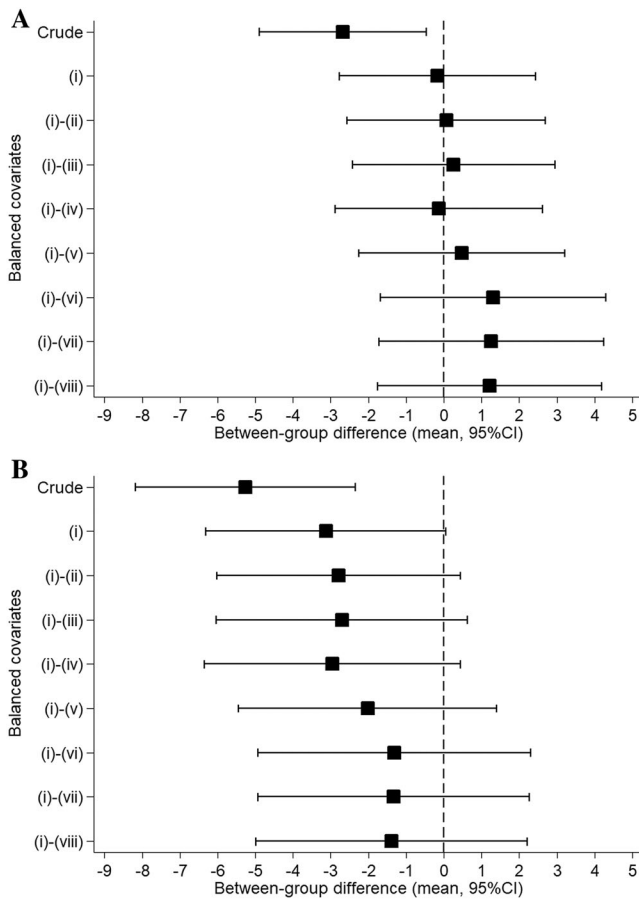 A
Crude
(i)
(i)-(ii)
(i)-(iii)
(i)-(iv)
(i)-(v)
(i)-(vi)
(i)-(vii)
(i)-(viii)
Balanced covariates
-9 -8 -7 -6 -5 -4 -3 -2 -1 0 1 2 3 4 5
Between-group difference (mean, 95%CI)
B
Crude
(i)
(i)-(ii)
(i)-(iii)
(i)-(iv)
(i)-(v)
(i)-(vi)
(i)-(vii)
(i)-(viii)
Balanced covariates
-9 -8 -7 -6 -5 -4 -3 -2 -1 0 1 2 3 4 5
Between-group difference (mean, 95%CI)